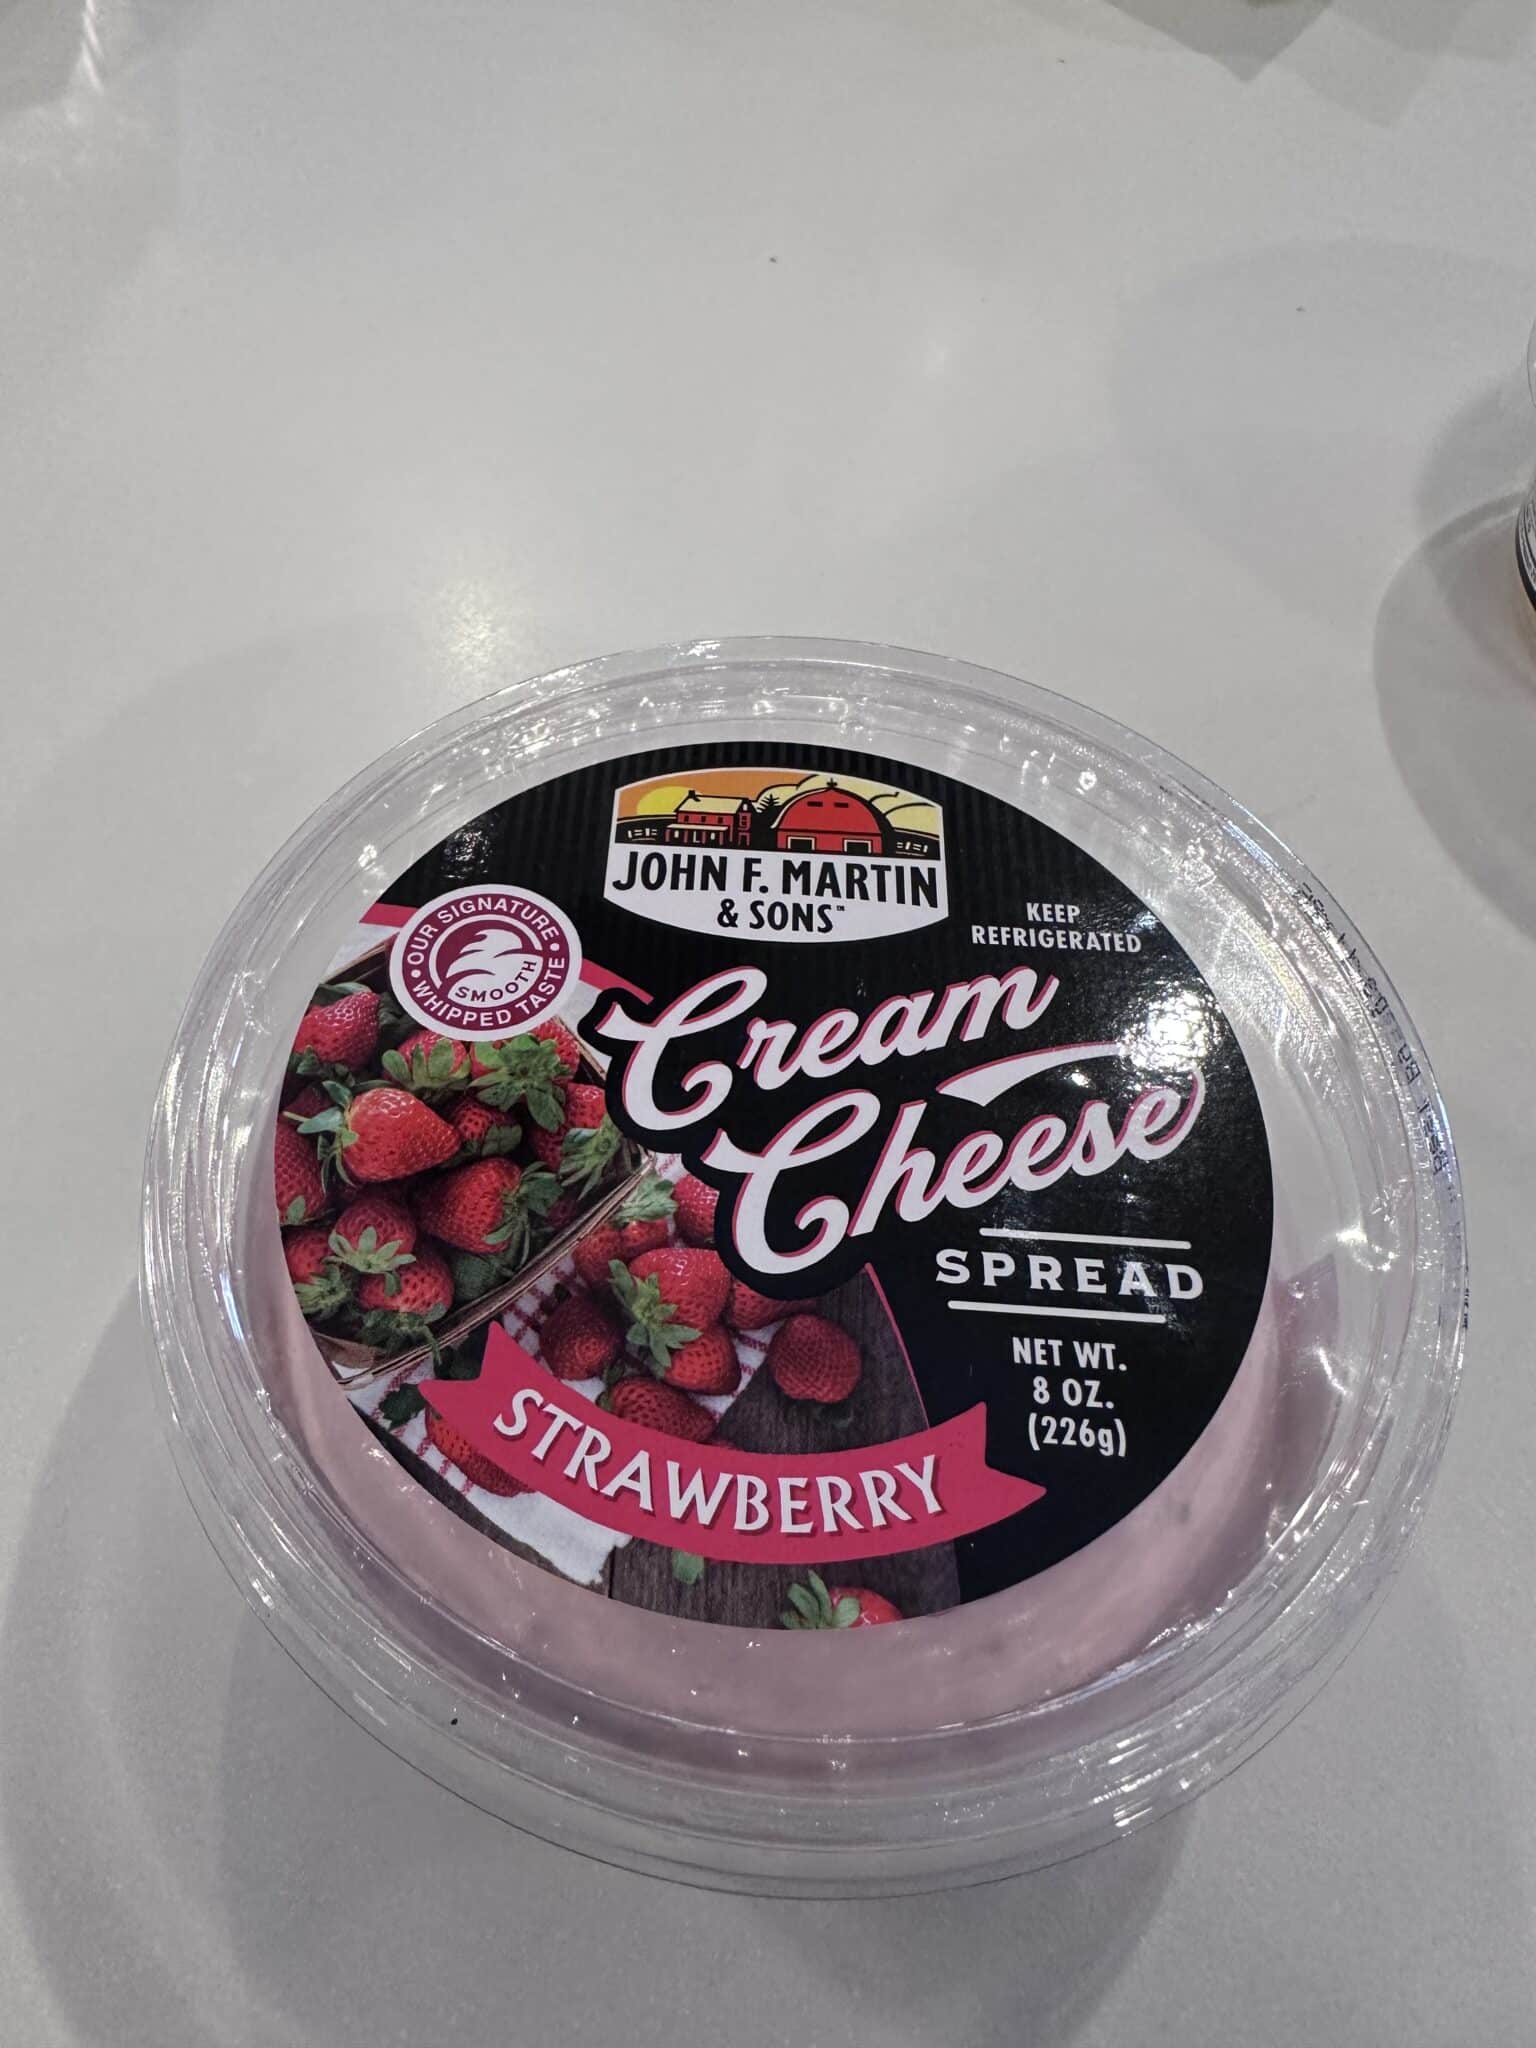 JOHN F. MARTIN
& SONS™
KEEP
REFRIGERATED
OUR SIGNATURE
SMOOTH
WHIPPED TASTE
Cream
Cheese
SPREAD
NET WT.
8 OZ.
(226g)
STRAWBERRY